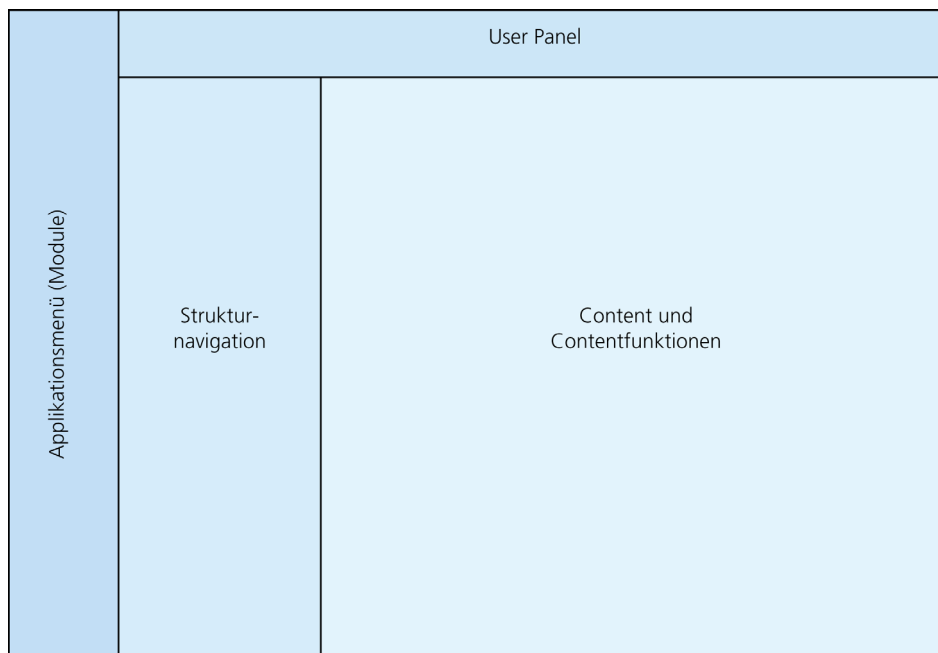 User Panel
Applikationsmenü (Module)
Struktur-
navigation
Content und
Contentfunktionen